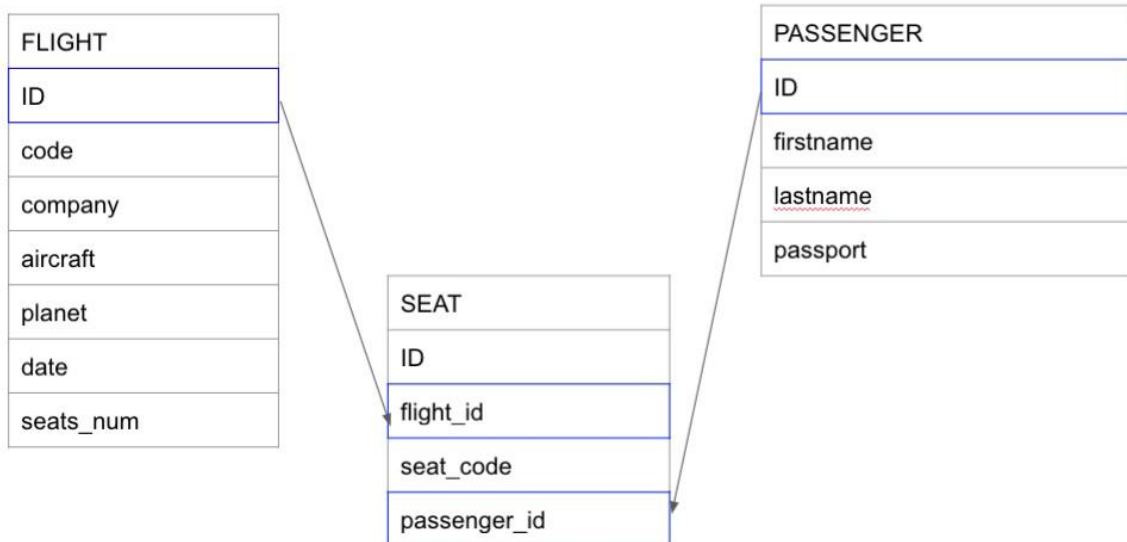 FLIGHT
ID
code
company
aircraft
planet
date
seats_num
PASSENGER
ID
firstname
lastname
passport
SEAT
ID
flight_id
seat_code
passenger_id